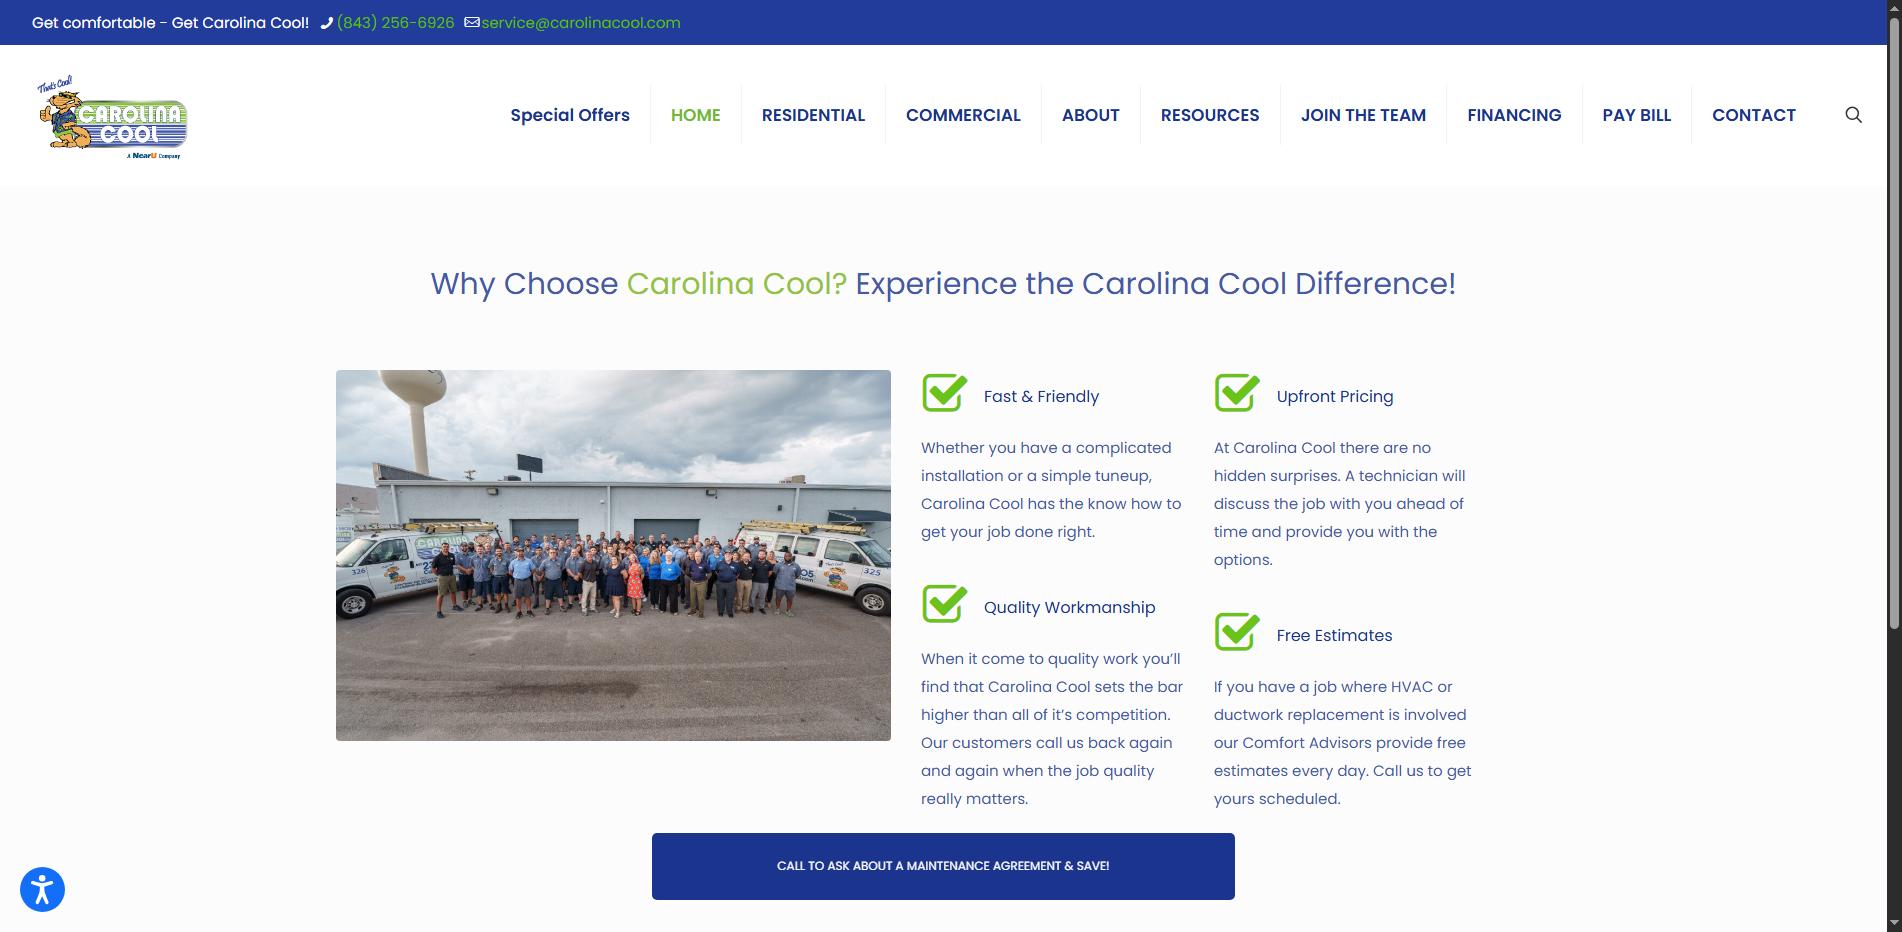 Get comfortable - Get Carolina Cool! (843) 256-6926 service@carolinacool.com
That's Cool!
CAROLINA
COOL
A NearU Company
Special Offers HOME RESIDENTIAL COMMERCIAL ABOUT RESOURCES JOIN THE TEAM FINANCING PAY BILL CONTACT
Why Choose Carolina Cool? Experience the Carolina Cool Difference!
Fast & Friendly
Whether you have a complicated
installation or a simple tuneup,
Carolina Cool has the know how to
get your job done right.
Quality Workmanship
When it come to quality work you’ll
find that Carolina Cool sets the bar
higher than all of it’s competition.
Our customers call us back again
and again when the job quality
really matters.
Upfront Pricing
At Carolina Cool there are no
hidden surprises. A technician will
discuss the job with you ahead of
time and provide you with the
options.
Free Estimates
If you have a job where HVAC or
ductwork replacement is involved
our Comfort Advisors provide free
estimates every day. Call us to get
yours scheduled.
326
325
CALL TO ASK ABOUT A MAINTENANCE AGREEMENT & SAVE!